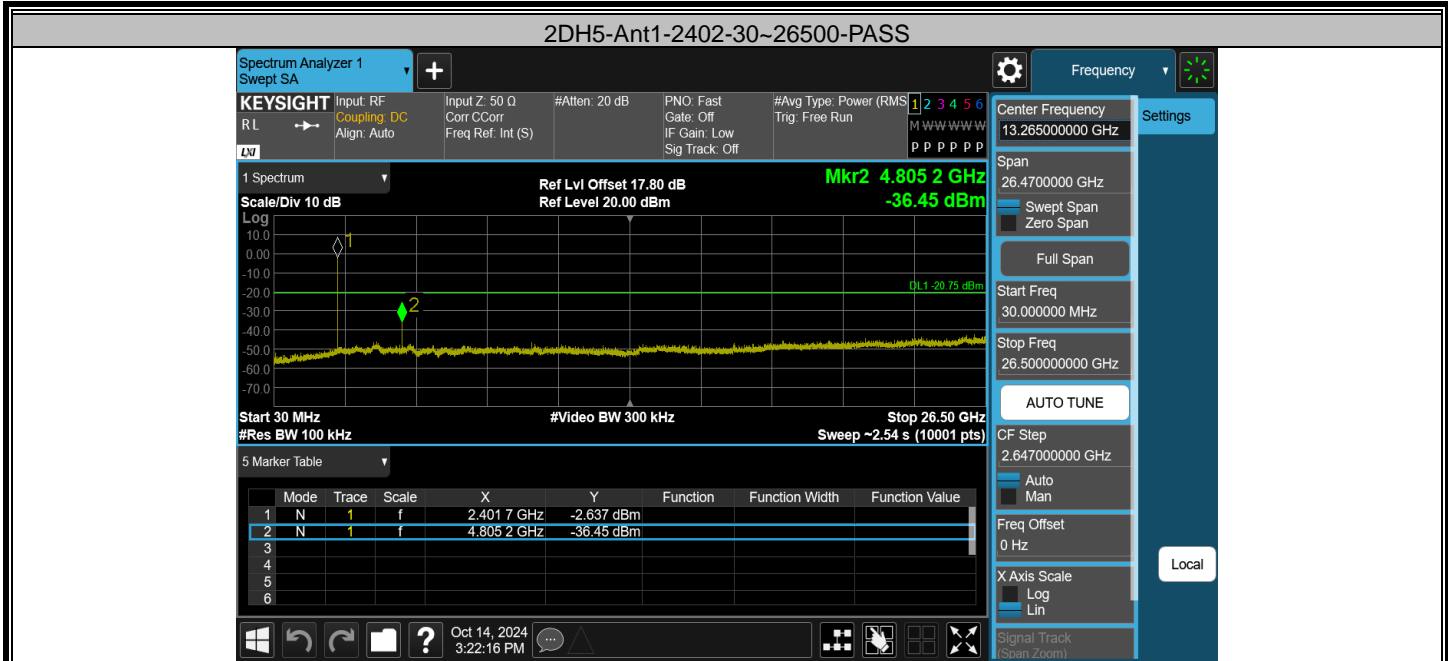 2DH5-Ant1-2402-30~26500-PASS
Spectrum Analyzer 1
Swept SA
+
Frequency
KEYSIGHT
RL
LXI
Input: RF
Coupling: DC
Align: Auto
Input Z: 50 Ω
Corr CCorr
Freq Ref: Int (S)
#Atten: 20 dB
PNO: Fast
Gate: Off
IF Gain: Low
Sig Track: Off
#Avg Type: Power (RMS
Trig: Free Run
1 2 3 4 5 6
M W W W W W
P P P P P P
1 Spectrum
Scale/Div 10 dB
Ref Lvl Offset 17.80 dB
Ref Level 20.00 dBm
Mkr2 4.805 2 GHz
-36.45 dBm
Log
10.0
0.00
-10.0
-20.0
-30.0
-40.0
-50.0
-60.0
-70.0
1
2
DL1 -20.75 dBm
Start 30 MHz
#Video BW 300 kHz
Stop 26.50 GHz
#Res BW 100 kHz
Sweep ~2.54 s (10001 pts)
5 Marker Table
Mode Trace Scale X Y Function Function Width Function Value
1 N 1 f 2.401 7 GHz -2.637 dBm
2 N 1 f 4.805 2 GHz -36.45 dBm
3
4
5
6
Oct 14, 2024
3:22:16 PM
?
Center Frequency
13.265000000 GHz
Settings
Span
26.4700000 GHz
Swept Span
Zero Span
Full Span
Start Freq
30.000000 MHz
Stop Freq
26.500000000 GHz
AUTO TUNE
CF Step
2.647000000 GHz
Auto
Man
Freq Offset
0 Hz
X Axis Scale
Log
Lin
Local
Signal Track
(Span Zoom)